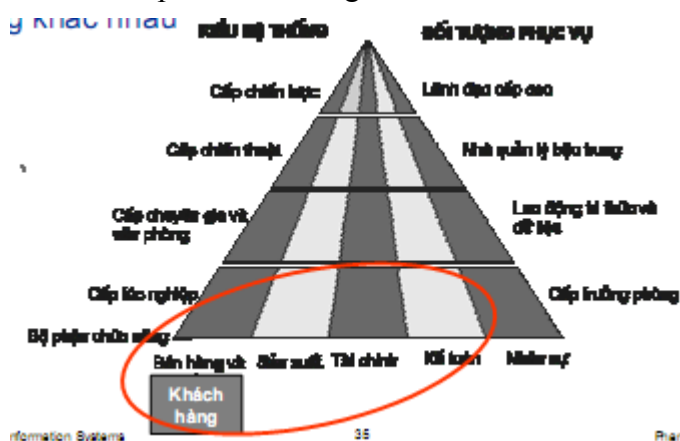 g khác nhau
KIỂU HỆ THỐNG
ĐỐI TƯỢNG PHỤC VỤ
Cấp chiến lược
Lãnh đạo cấp cao
Cấp chiến thuật
Nhà quản lý bậc trung
Cấp chuyên gia và
văn phòng
Lao động tri thức và
dữ liệu
Cấp tác nghiệp
Cấp trưởng phòng
Bộ phận chức năng
Bán hàng và
Sản xuất
Tài chính
Kế toán
Nhân sự
Khách
hàng
nformation Systems
35